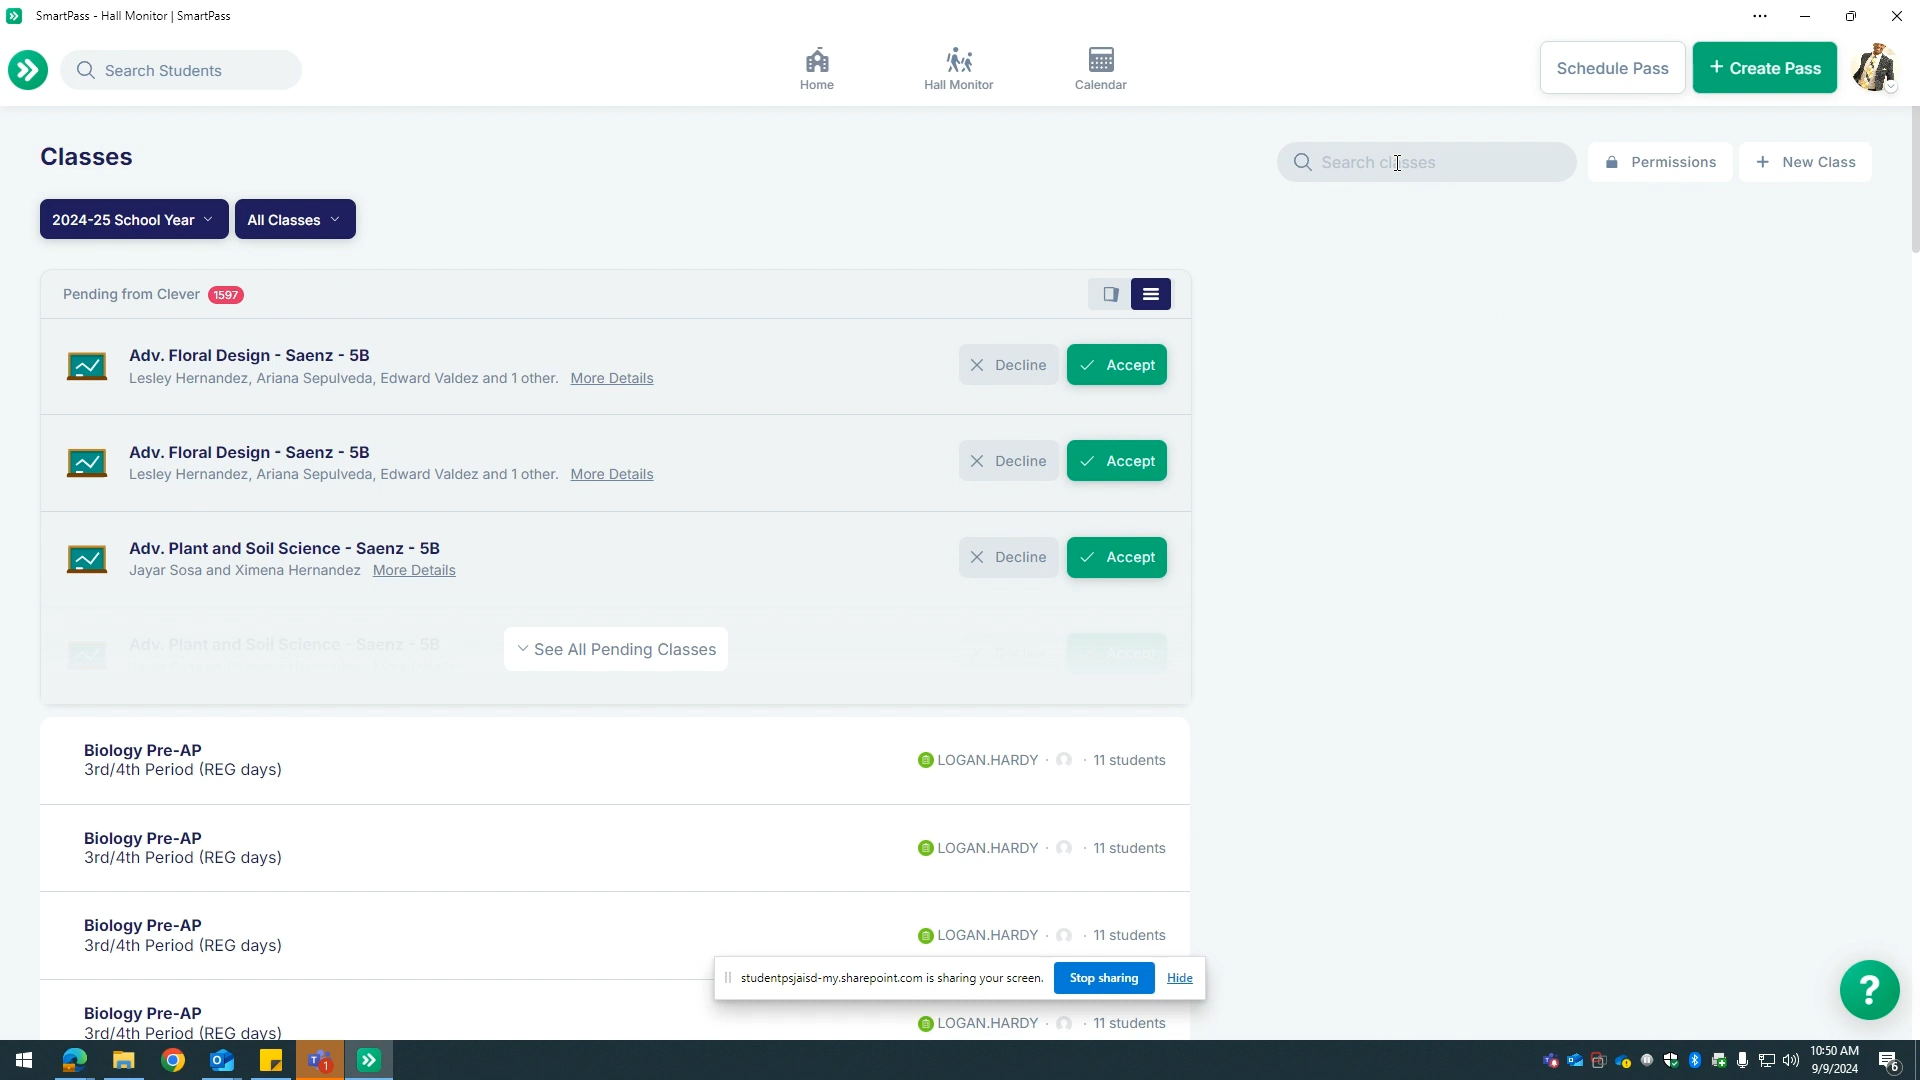 SmartPass - Hall Monitor | SmartPass
Search Students
Home
Hall Monitor
Calendar
Schedule Pass
+ Create Pass
Classes
Search classes
Permissions
+ New Class
2024-25 School Year
All Classes
Pending from Clever 1597
Adv. Floral Design - Saenz - 5B
Lesley Hernandez, Ariana Sepulveda, Edward Valdez and 1 other. More Details
Decline
Accept
Adv. Floral Design - Saenz - 5B
Lesley Hernandez, Ariana Sepulveda, Edward Valdez and 1 other. More Details
Decline
Accept
Adv. Plant and Soil Science - Saenz - 5B
Jayar Sosa and Ximena Hernandez More Details
Decline
Accept
Adv. Plant and Soil Science - Saenz - 5B
Accept
See All Pending Classes
Biology Pre-AP
3rd/4th Period (REG days)
LOGAN.HARDY · · 11 students
Biology Pre-AP
3rd/4th Period (REG days)
LOGAN.HARDY · · 11 students
Biology Pre-AP
3rd/4th Period (REG days)
LOGAN.HARDY · · 11 students
studentpsjaisd-my.sharepoint.com is sharing your screen. Stop sharing Hide
Biology Pre-AP
3rd/4th Period (REG days)
LOGAN.HARDY · · 11 students
?
1
10:50 AM
9/9/2024
6